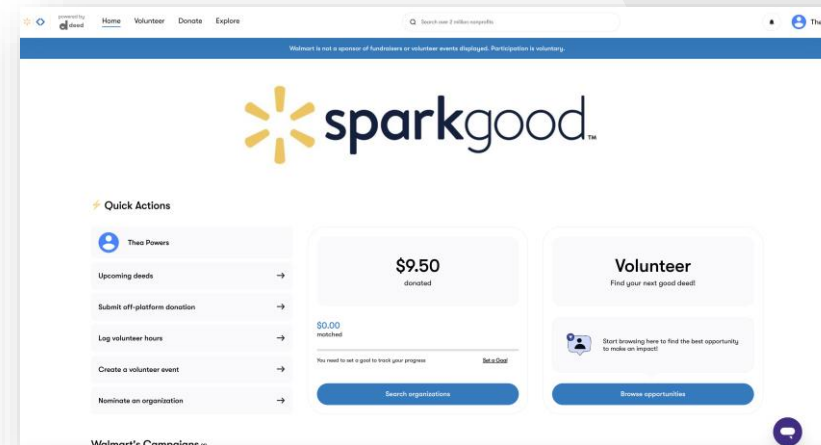 powered by
deed
Home Volunteer Donate Explore
Search over 2 million nonprofits
The
Walmart is not a sponsor of fundraisers or volunteer events displayed. Participation is voluntary.
sparkgood™
Quick Actions
Thea Powers
Upcoming deeds
Submit off-platform donation
Log volunteer hours
Create a volunteer event
Nominate an organization
$9.50
donated
$0.00
matched
You need to set a goal to track your progress Set a Goal
Search organizations
Volunteer
Find your next good deed!
Start browsing here to find the best opportunity
to make an impact!
Browse opportunities
Walmart's Campaigns